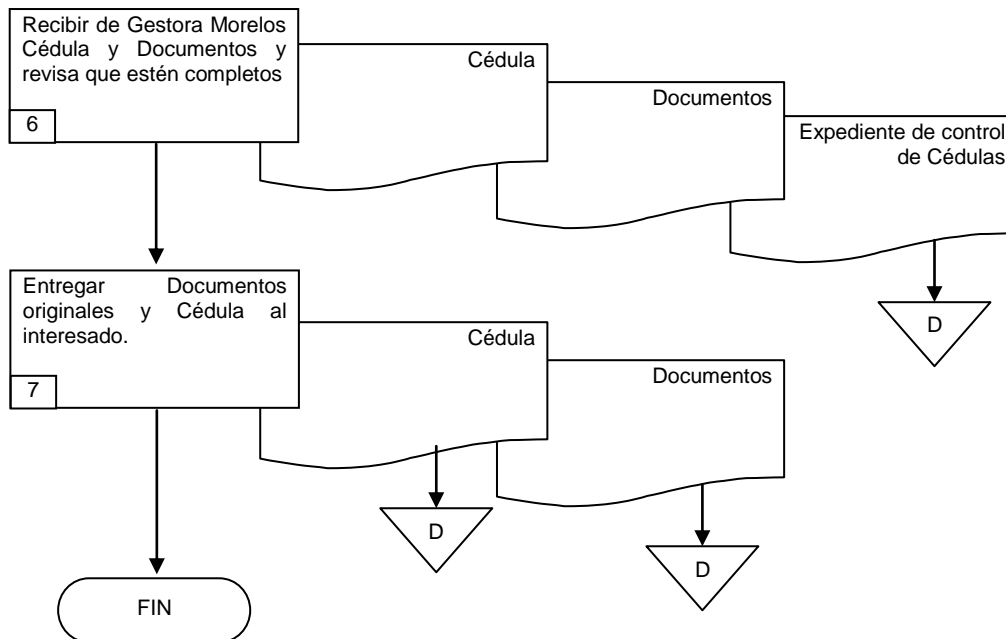 Recibir de Gestora Morelos
Cédula y Documentos y
revisa que estén completos
6
Cédula
Documentos
Expediente de control
de Cédulas
D
Entregar Documentos
originales y Cédula al
interesado.
7
Cédula
Documentos
D
D
FIN